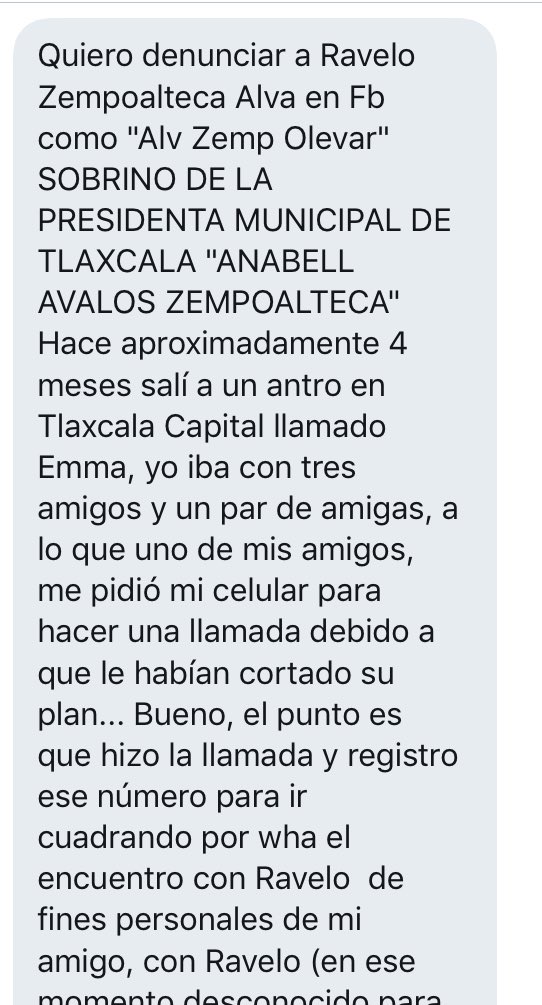 Quiero denunciar a Ravelo
Zempoalteca Alva en Fb
como "Alv Zemp Olevar"
SOBRINO DE LA
PRESIDENTA MUNICIPAL DE
TLAXCALA "ANABELL
AVALOS ZEMPOALTECA"
Hace aproximadamente 4
meses salí a un antro en
Tlaxcala Capital llamado
Emma, yo iba con tres
amigos y un par de amigas, a
lo que uno de mis amigos,
me pidió mi celular para
hacer una llamada debido a
que le habían cortado su
plan... Bueno, el punto es
que hizo la llamada y registro
ese número para ir
cuadrando por wha el
encuentro con Ravelo  de
fines personales de mi
amigo, con Ravelo (en ese
momento desconocido para